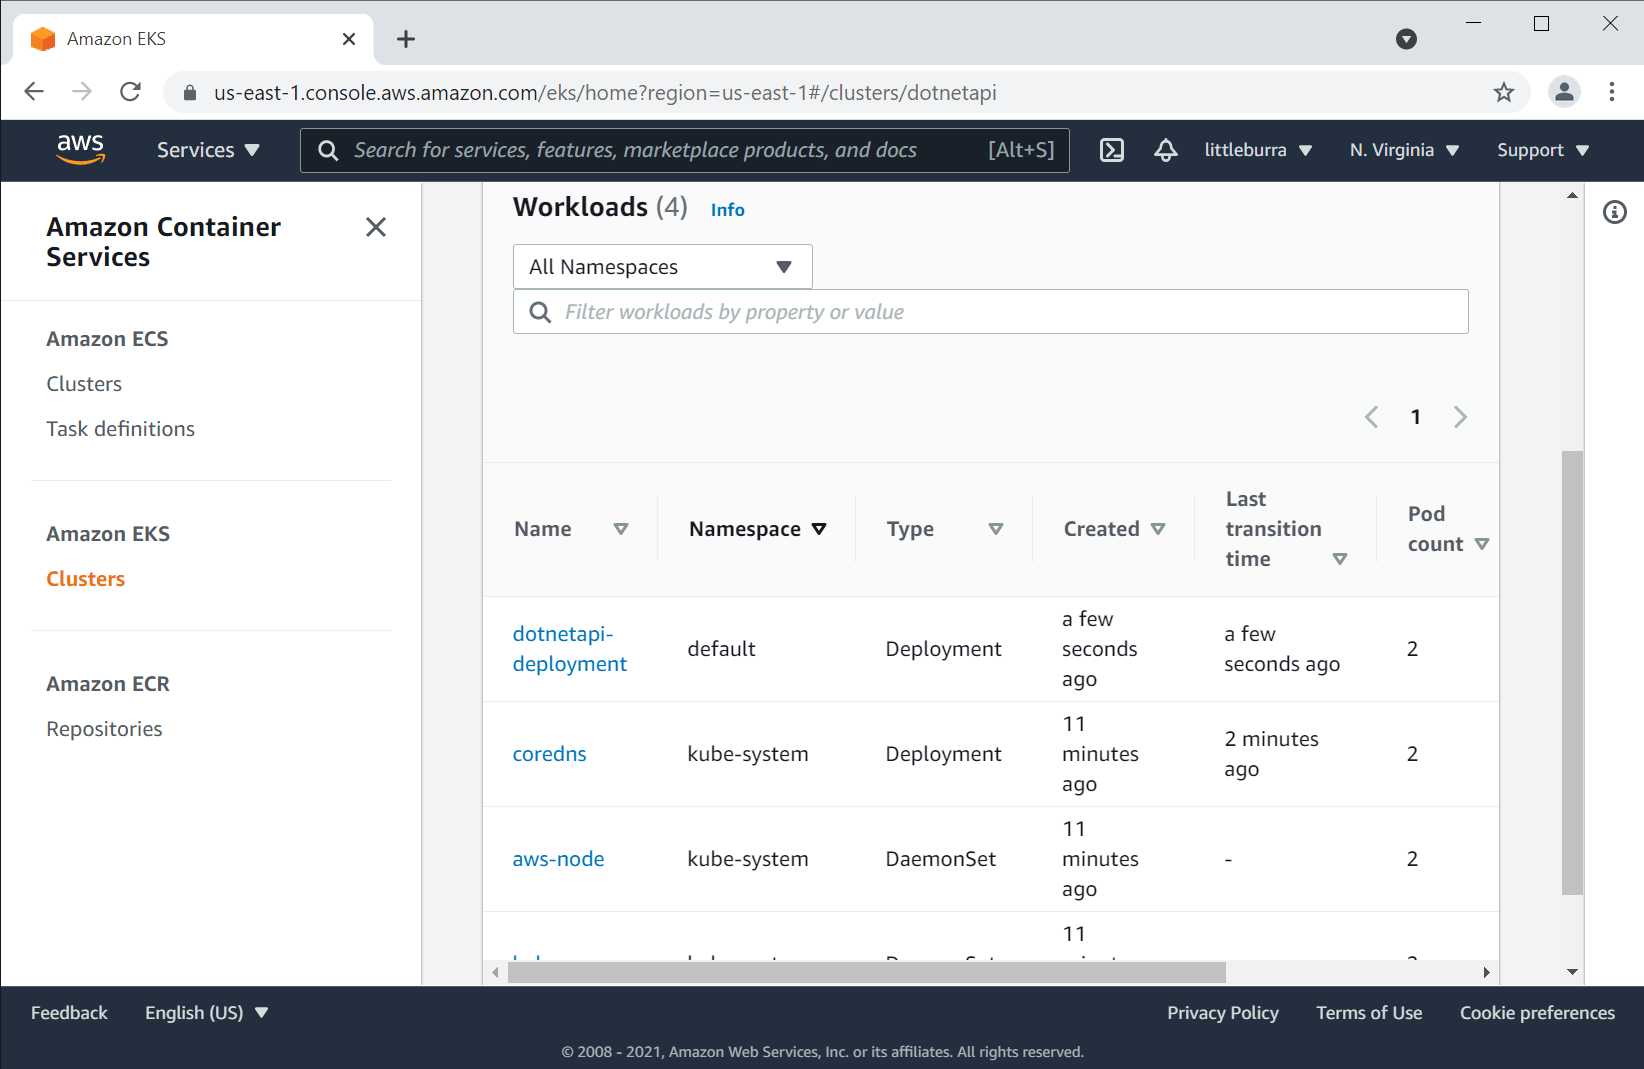 Amazon EKS
us-east-1.console.aws.amazon.com/eks/home?region=us-east-1#/clusters/dotnetapi
aws
Services
Search for services, features, marketplace products, and docs
[Alt+S]
littleburra
N. Virginia
Support
Amazon Container
Services
Amazon ECS
Clusters
Task definitions
Amazon EKS
Clusters
Amazon ECR
Repositories
Workloads (4) Info
All Namespaces
Filter workloads by property or value
1
Name
Namespace
Type
Created
Last
transition
time
Pod
count
dotnetapi-
deployment
default
Deployment
a few
seconds
ago
a few
seconds ago
2
coredns
kube-system
Deployment
11
minutes
ago
2 minutes
ago
2
aws-node
kube-system
DaemonSet
11
minutes
ago
-
2
11
Feedback
English (US)
Privacy Policy
Terms of Use
Cookie preferences
© 2008 - 2021, Amazon Web Services, Inc. or its affiliates. All rights reserved.